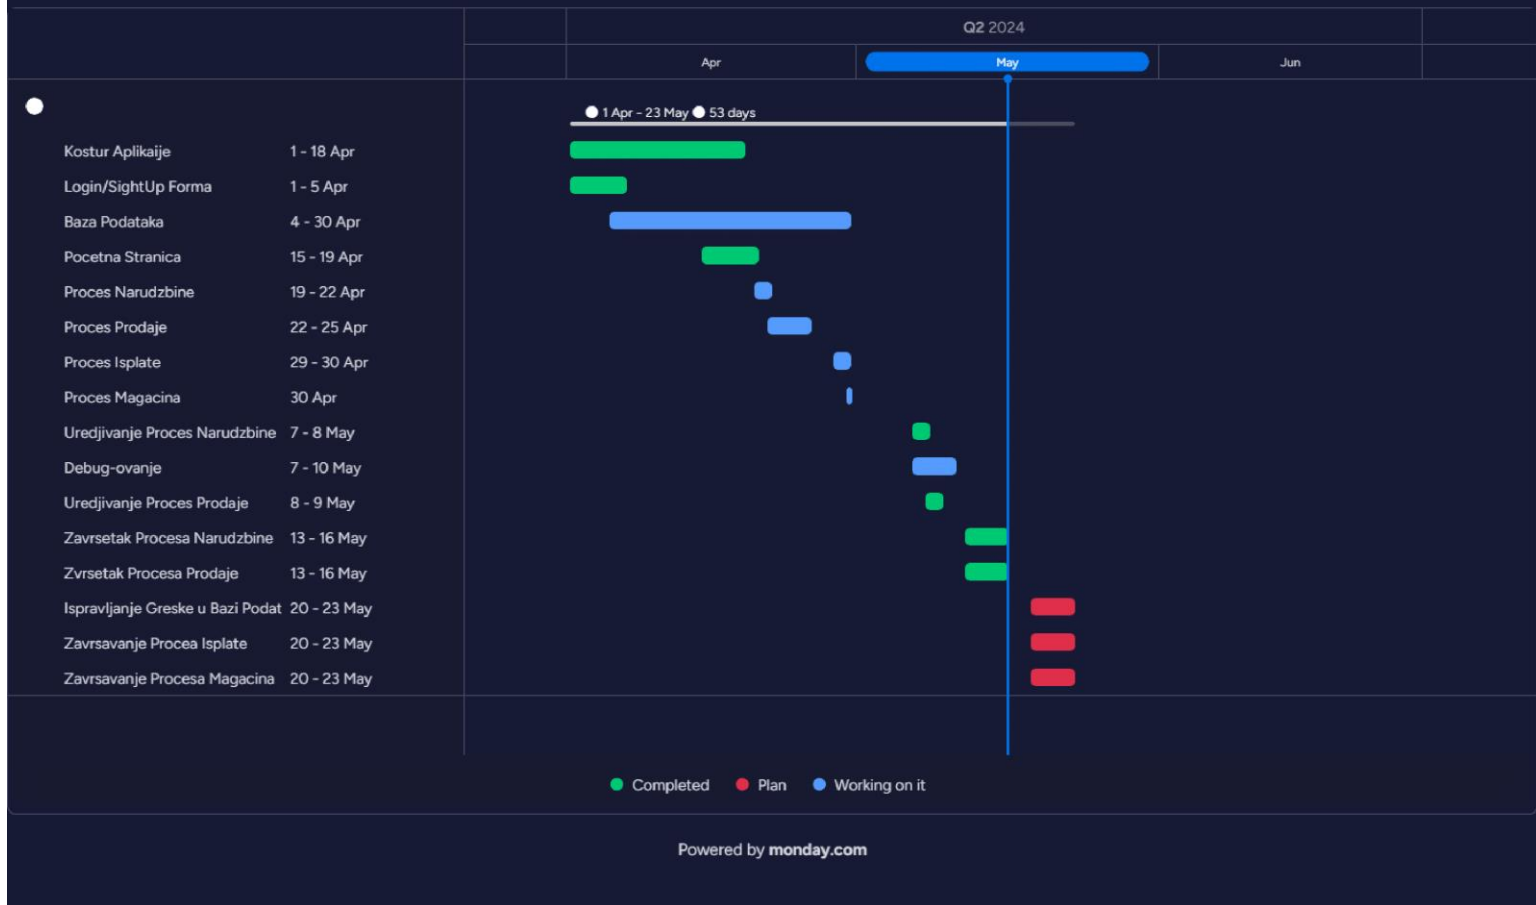 Q2 2024
Apr May Jun
1 Apr - 23 May 53 days
Kostur Aplikaije 1 - 18 Apr
Login/SightUp Forma 1 - 5 Apr
Baza Podataka 4 - 30 Apr
Pocetna Stranica 15 - 19 Apr
Proces Narudzbine 19 - 22 Apr
Proces Prodaje 22 - 25 Apr
Proces Isplate 29 - 30 Apr
Proces Magacina 30 Apr
Uredjivanje Proces Narudzbine 7 - 8 May
Debug-ovanje 7 - 10 May
Uredjivanje Proces Prodaje 8 - 9 May
Zavrsetak Procesa Narudzbine 13 - 16 May
Zvrsetak Procesa Prodaje 13 - 16 May
Ispravljanje Greske u Bazi Podat 20 - 23 May
Zavrsavanje Procea Isplate 20 - 23 May
Zavrsavanje Procesa Magacina 20 - 23 May
Completed Plan Working on it
Powered by monday.com